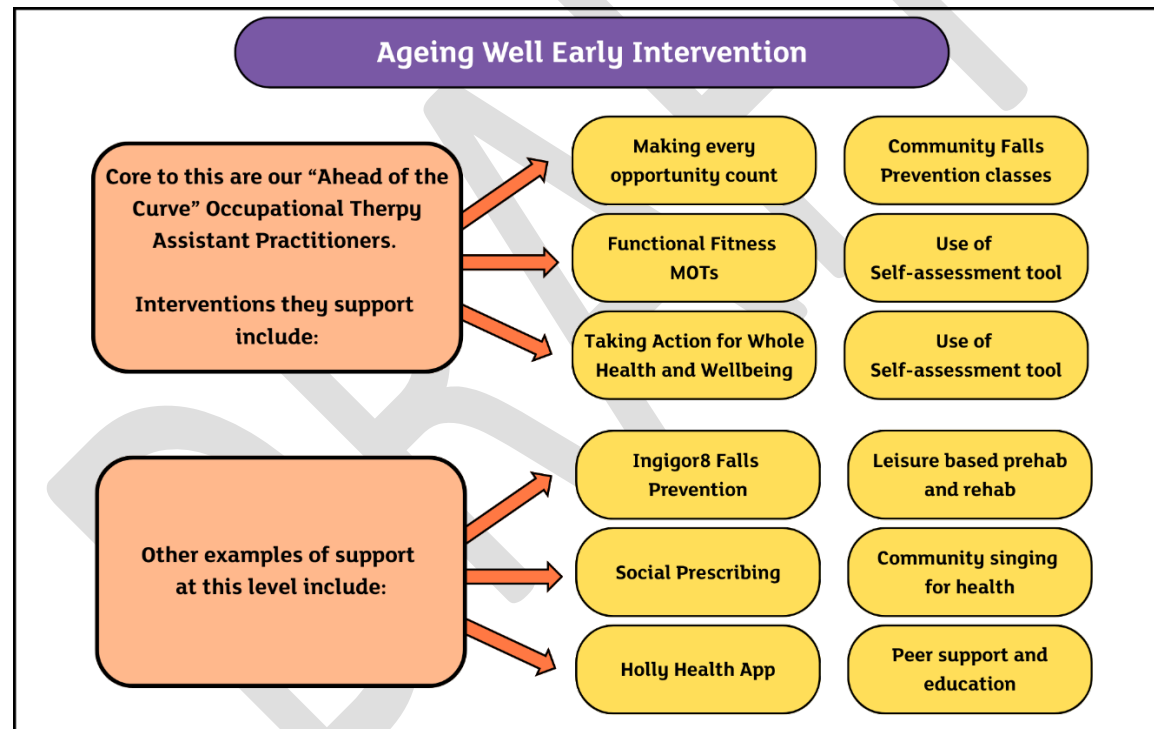 Ageing Well Early Intervention
Core to this are our “Ahead of the
Curve” Occupational Therpy
Assistant Practitioners.
Interventions they support
include:
Making every
opportunity count
Community Falls
Prevention classes
Functional Fitness
MOTs
Use of
Self-assessment tool
Taking Action for Whole
Health and Wellbeing
Use of
Self-assessment tool
Other examples of support
at this level include:
Ingigor8 Falls
Prevention
Leisure based prehab
and rehab
Social Prescribing
Community singing
for health
Holly Health App
Peer support and
education
DRAFT